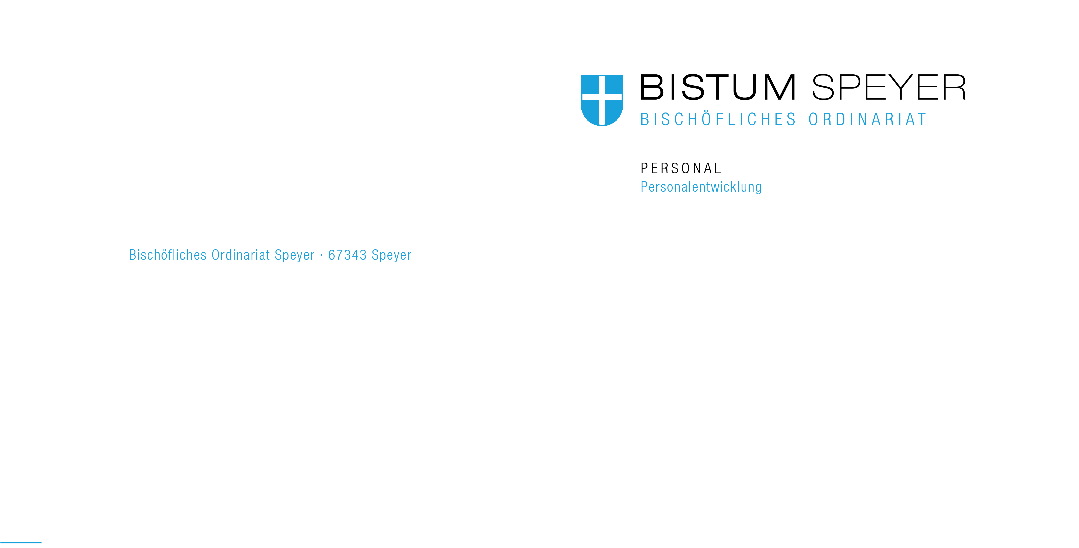 BISTUM SPEYER
BISCHÖFLICHES ORDINARIAT
PERSONAL
Personalentwicklung
Bischöfliches Ordinariat Speyer · 67343 Speyer